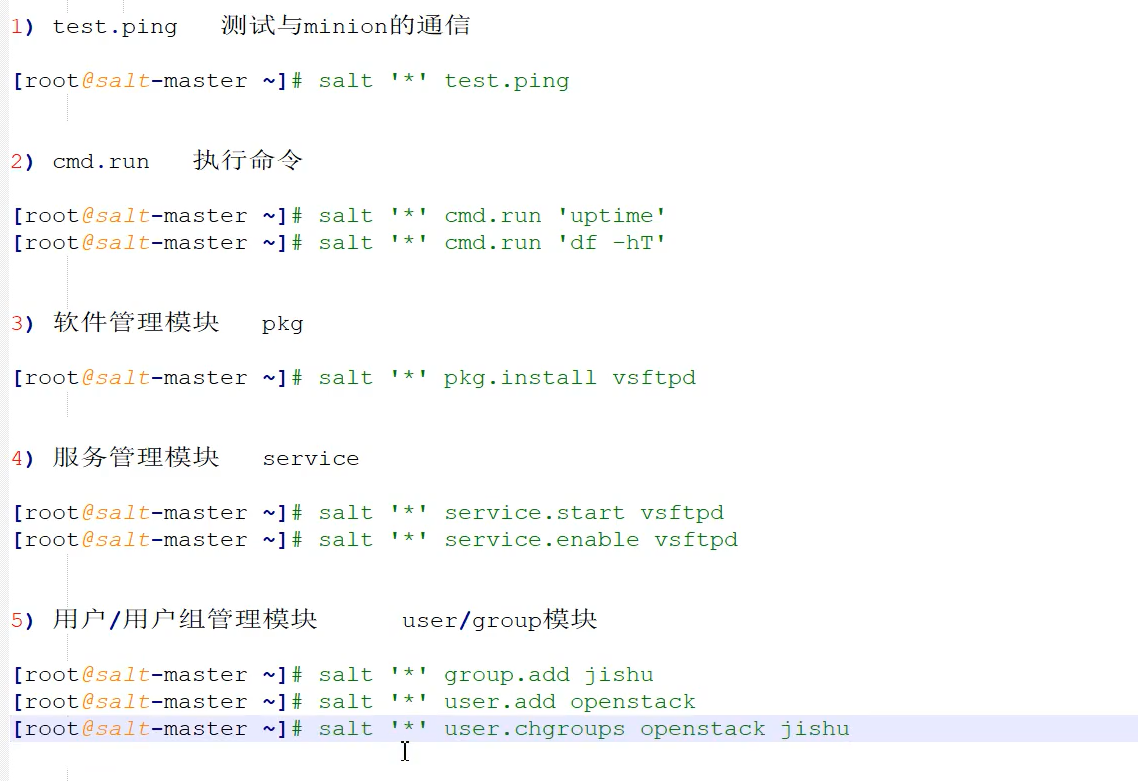 1) test.ping   测试与minion的通信
[root@salt-master ~]# salt '*' test.ping
2) cmd.run   执行命令
[root@salt-master ~]# salt '*' cmd.run 'uptime'
[root@salt-master ~]# salt '*' cmd.run 'df -hT'
3) 软件管理模块   pkg
[root@salt-master ~]# salt '*' pkg.install vsftpd
4) 服务管理模块   service
[root@salt-master ~]# salt '*' service.start vsftpd
[root@salt-master ~]# salt '*' service.enable vsftpd
5) 用户/用户组管理模块      user/group模块
[root@salt-master ~]# salt '*' group.add jishu
[root@salt-master ~]# salt '*' user.add openstack
[root@salt-master ~]# salt '*' user.chgroups openstack jishu